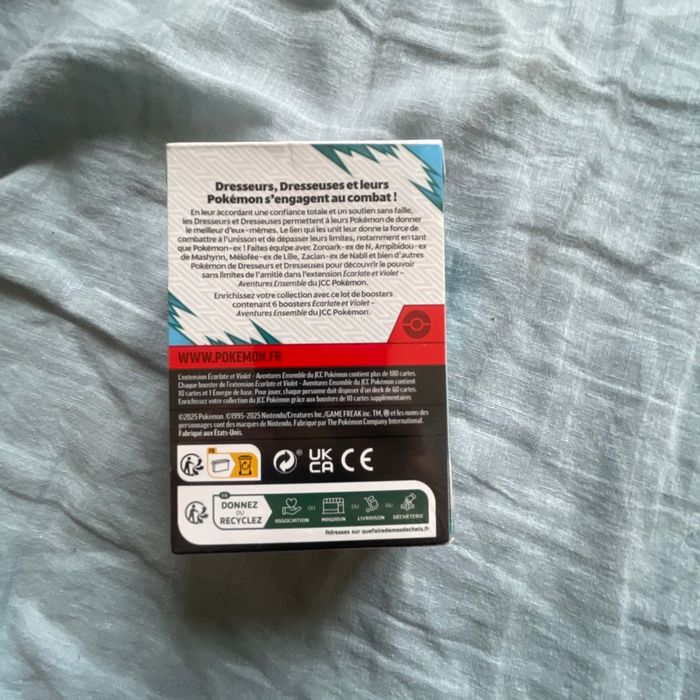 Dresseurs, Dresseuses et leurs
Pokémon s'engagent au combat !
En leur accordant une confiance totale et un soutien sans faille,
les Dresseurs et Dresseuses permettent à leurs Pokémon de donner
le meilleur d'eux-mêmes. Le lien qui les unit leur donne la force de
combattre à l'unisson et de dépasser leurs limites, notamment en tant
que Pokémon-ex ! Faites équipe avec Zoroark-ex de N, Ampibidou-ex
de Mashynn, Mélofée-ex de Lilie, Zacian-ex de Nabil et bien d'autres
Pokémon de Dresseurs et Dresseuses pour découvrir le pouvoir
sans limites de l'amitié dans l'extension Écarlate et Violet –
Aventures Ensemble du JCC Pokémon.
Enrichissez votre collection avec ce lot de boosters
contenant 6 boosters Écarlate et Violet –
Aventures Ensemble du JCC Pokémon.
WWW.POKEMON.FR
L'extension Écarlate et Violet - Aventures Ensemble du JCC Pokémon contient plus de 180 cartes.
Chaque booster de l'extension Écarlate et Violet - Aventures Ensemble du JCC Pokémon contient
10 cartes et 1 Énergie de base. Pour jouer, chaque personne doit disposer d'un deck de 60 cartes.
Enrichissez votre collection du JCC Pokémon grâce aux boosters de 10 cartes supplémentaires
©2025 Pokémon. ©1995-2025 Nintendo/Creatures Inc./GAME FREAK inc. TM, ® et les noms des
personnages sont des marques de Nintendo. Fabriqué par The Pokémon Company International.
Fabriqué aux États-Unis.
FR
® UK
CA CE
FR
DONNEZ
OU
RECYCLEZ
ASSOCIATION OU MAGASIN OU LIVRAISON OU DÉCHÈTERIE
Adresses sur quefairedemesdechets.fr